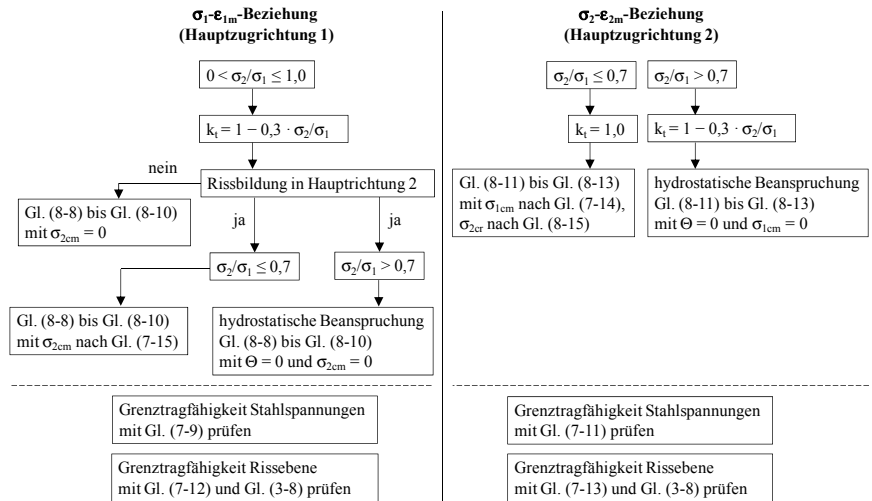 σ₁-ε₁ₘ-Beziehung
(Hauptzugrichtung 1)
0 < σ₂/σ₁ ≤ 1,0
kₜ = 1 − 0,3 · σ₂/σ₁
nein
Rissbildung in Hauptrichtung 2
Gl. (8-8) bis Gl. (8-10)
mit σ₂cm = 0
ja
ja
σ₂/σ₁ ≤ 0,7
σ₂/σ₁ > 0,7
Gl. (8-8) bis Gl. (8-10)
mit σ₂cm nach Gl. (7-15)
hydrostatische Beanspruchung
Gl. (8-8) bis Gl. (8-10)
mit Θ = 0 und σ₂cm = 0
Grenztragfähigkeit Stahlspannungen
mit Gl. (7-9) prüfen
Grenztragfähigkeit Rissebene
mit Gl. (7-12) und Gl. (3-8) prüfen
σ₂-ε₂ₘ-Beziehung
(Hauptzugrichtung 2)
σ₂/σ₁ ≤ 0,7
σ₂/σ₁ > 0,7
kₜ = 1,0
kₜ = 1 − 0,3 · σ₂/σ₁
Gl. (8-11) bis Gl. (8-13)
mit σ₁cm nach Gl. (7-14),
σ₂cr nach Gl. (8-15)
hydrostatische Beanspruchung
Gl. (8-11) bis Gl. (8-13)
mit Θ = 0 und σ₁cm = 0
Grenztragfähigkeit Stahlspannungen
mit Gl. (7-11) prüfen
Grenztragfähigkeit Rissebene
mit Gl. (7-13) und Gl. (3-8) prüfen